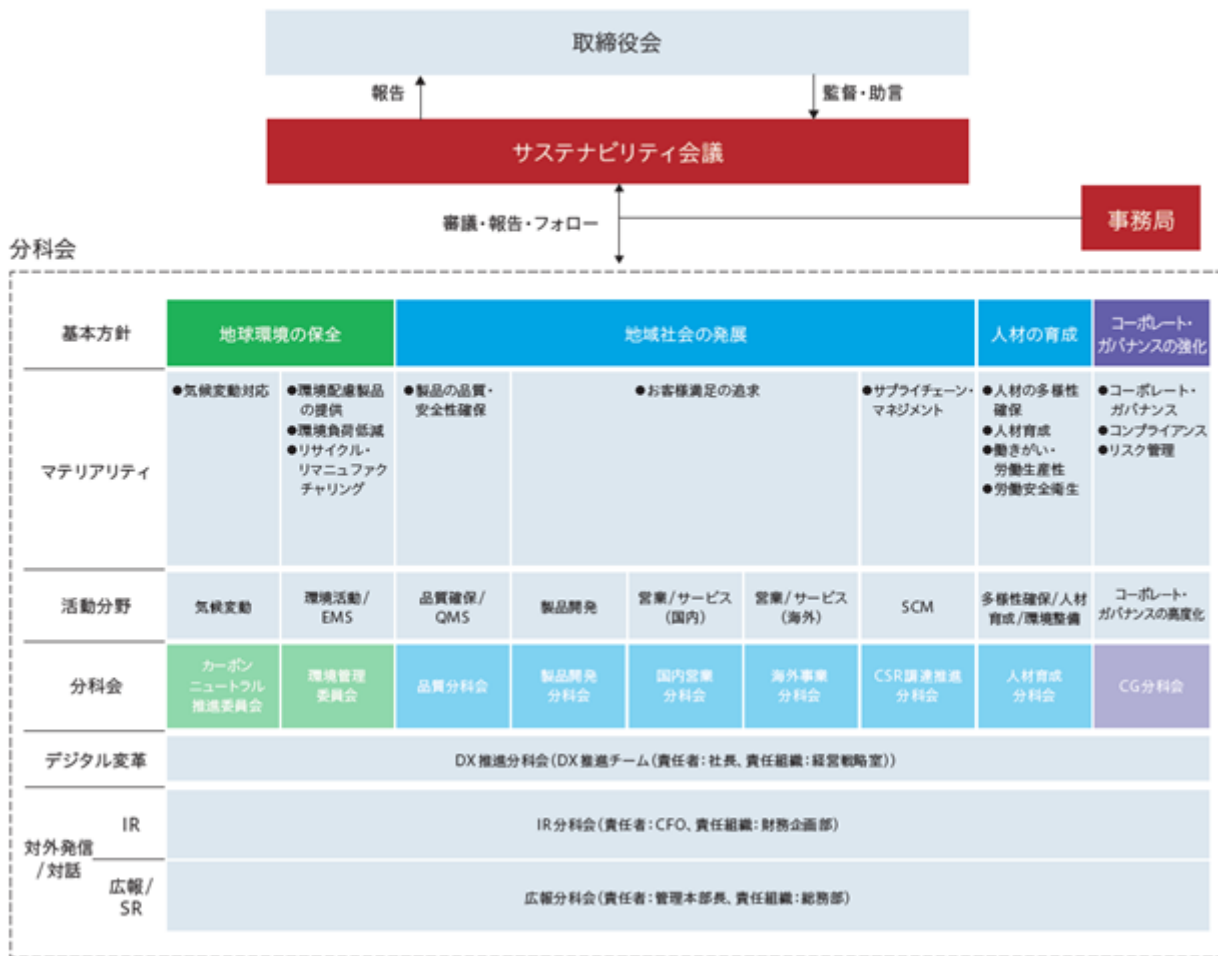 取締役会
報告
監督・助言
サステナビリティ会議
審議・報告・フォロー
事務局
分科会
基本方針
地球環境の保全
地域社会の発展
人材の育成
コーポレート・
ガバナンスの強化
マテリアリティ
●気候変動対応
●環境配慮製品
の提供
●環境負荷低減
●リサイクル・
リマニュファク
チャリング
●製品の品質・
安全性確保
●お客様満足の追求
●サプライチェーン・
マネジメント
●人材の多様性
確保
●人材育成
●働きがい・
労働生産性
●労働安全衛生
●コーポレート・
ガバナンス
●コンプライアンス
●リスク管理
活動分野
気候変動
環境活動/
EMS
品質確保/
QMS
製品開発
営業/サービス
(国内)
営業/サービス
(海外)
SCM
多様性確保/人材
育成/環境整備
コーポレート・
ガバナンスの高度化
分科会
カーボン
ニュートラル
推進委員会
環境管理
委員会
品質分科会
製品開発
分科会
国内営業
分科会
海外事業
分科会
CSR調達推進
分科会
人材育成
分科会
CG分科会
デジタル変革
DX推進分科会(DX推進チーム(責任者:社長、責任組織:経営戦略室))
対外発信
/対話
IR
IR分科会(責任者:CFO、責任組織:財務企画部)
広報/
SR
広報分科会(責任者:管理本部長、責任組織:総務部)